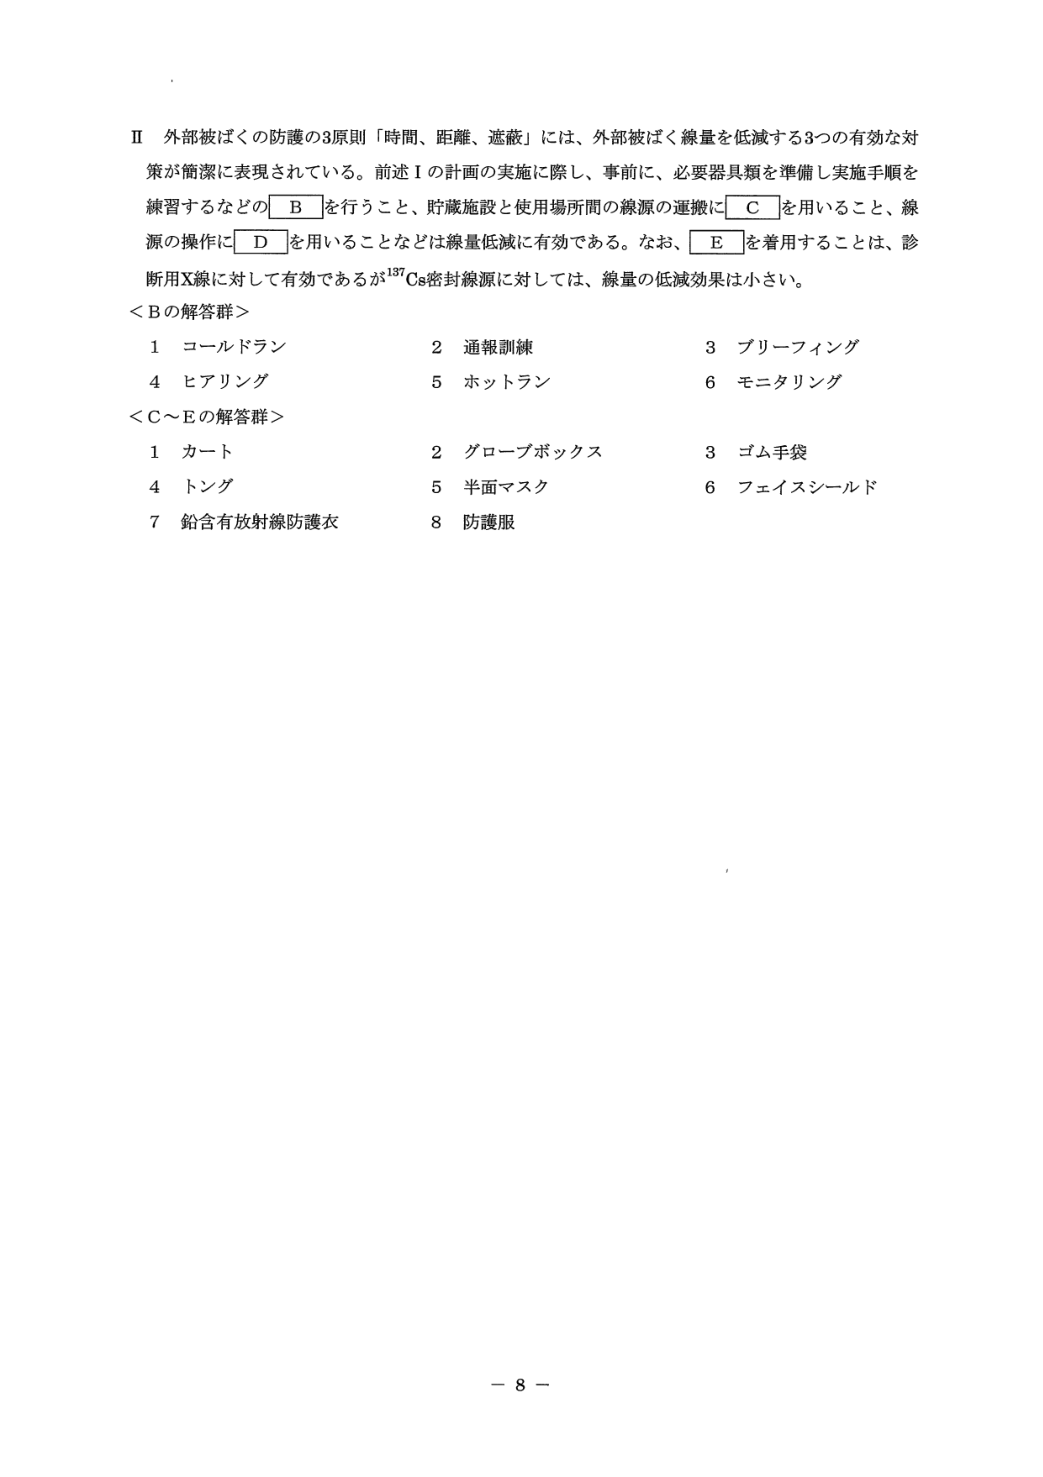 Ⅱ　外部被ばくの防護の3原則「時間、距離、遮蔽」には、外部被ばく線量を低減する3つの有効な対
策が簡潔に表現されている。前述Ⅰの計画の実施に際し、事前に、必要器具類を準備し実施手順を
練習するなどの B を行うこと、貯蔵施設と使用場所間の線源の運搬に C を用いること、線
源の操作に D を用いることなどは線量低減に有効である。なお、 E を着用することは、診
断用X線に対して有効であるが¹³⁷Cs密封線源に対しては、線量の低減効果は小さい。
＜Bの解答群＞
1　コールドラン　2　通報訓練　3　ブリーフィング
4　ヒアリング　5　ホットラン　6　モニタリング
＜C～Eの解答群＞
1　カート　2　グローブボックス　3　ゴム手袋
4　トング　5　半面マスク　6　フェイスシールド
7　鉛含有放射線防護衣　8　防護服
－ 8 －